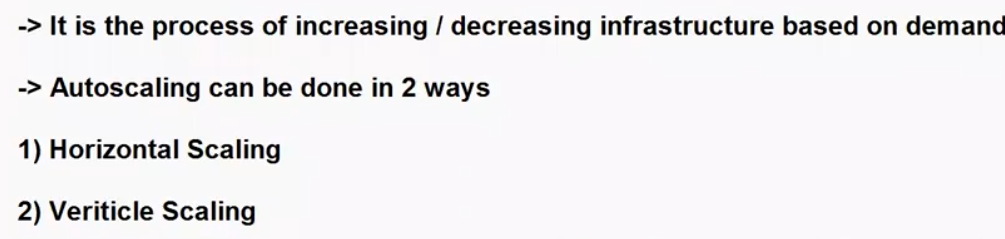 -> It is the process of increasing / decreasing infrastructure based on demand
-> Autoscaling can be done in 2 ways
1) Horizontal Scaling
2) Veriticle Scaling